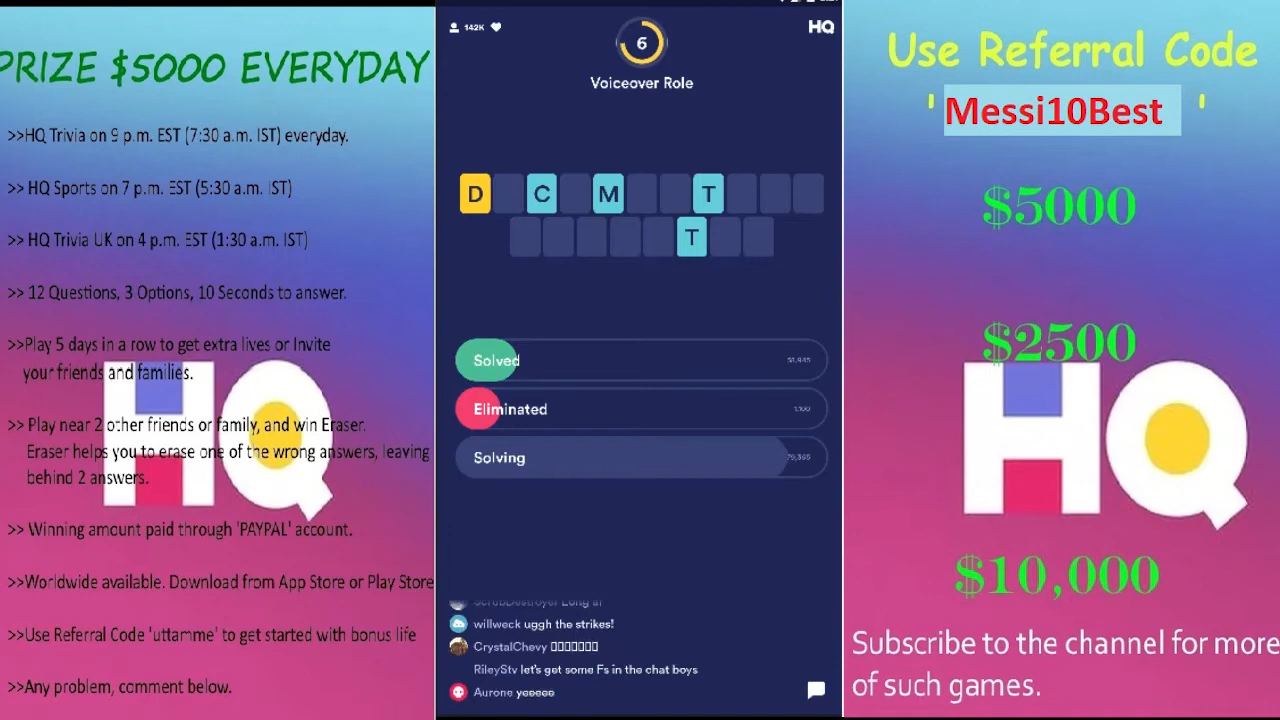 PRIZE $5000 EVERYDAY
>>HQ Trivia on 9 p.m. EST (7:30 a.m. IST) everyday.
>> HQ Sports on 7 p.m. EST (5:30 a.m. IST)
>> HQ Trivia UK on 4 p.m. EST (1:30 a.m. IST)
>> 12 Questions, 3 Options, 10 Seconds to answer.
>>Play 5 days in a row to get extra lives or Invite
your friends and families.
>> Play near 2 other friends or family, and win Eraser.
Eraser helps you to erase one of the wrong answers, leaving
behind 2 answers.
>> Winning amount paid through 'PAYPAL' account.
>>Worldwide available. Download from App Store or Play Store
>>Use Referral Code 'uttamme' to get started with bonus life
>>Any problem, comment below.
HQ
142K
HQ
6
Voiceover Role
D C M T
T
Solved
Eliminated 1,100
Solving 79,365
willweck uggh the strikes!
CrystalChevy
RileyStv let's get some Fs in the chat boys
Aurone yeeeee
Use Referral Code
' Messi10Best '
$5000
$2500
HQ
$10,000
Subscribe to the channel for more
of such games.